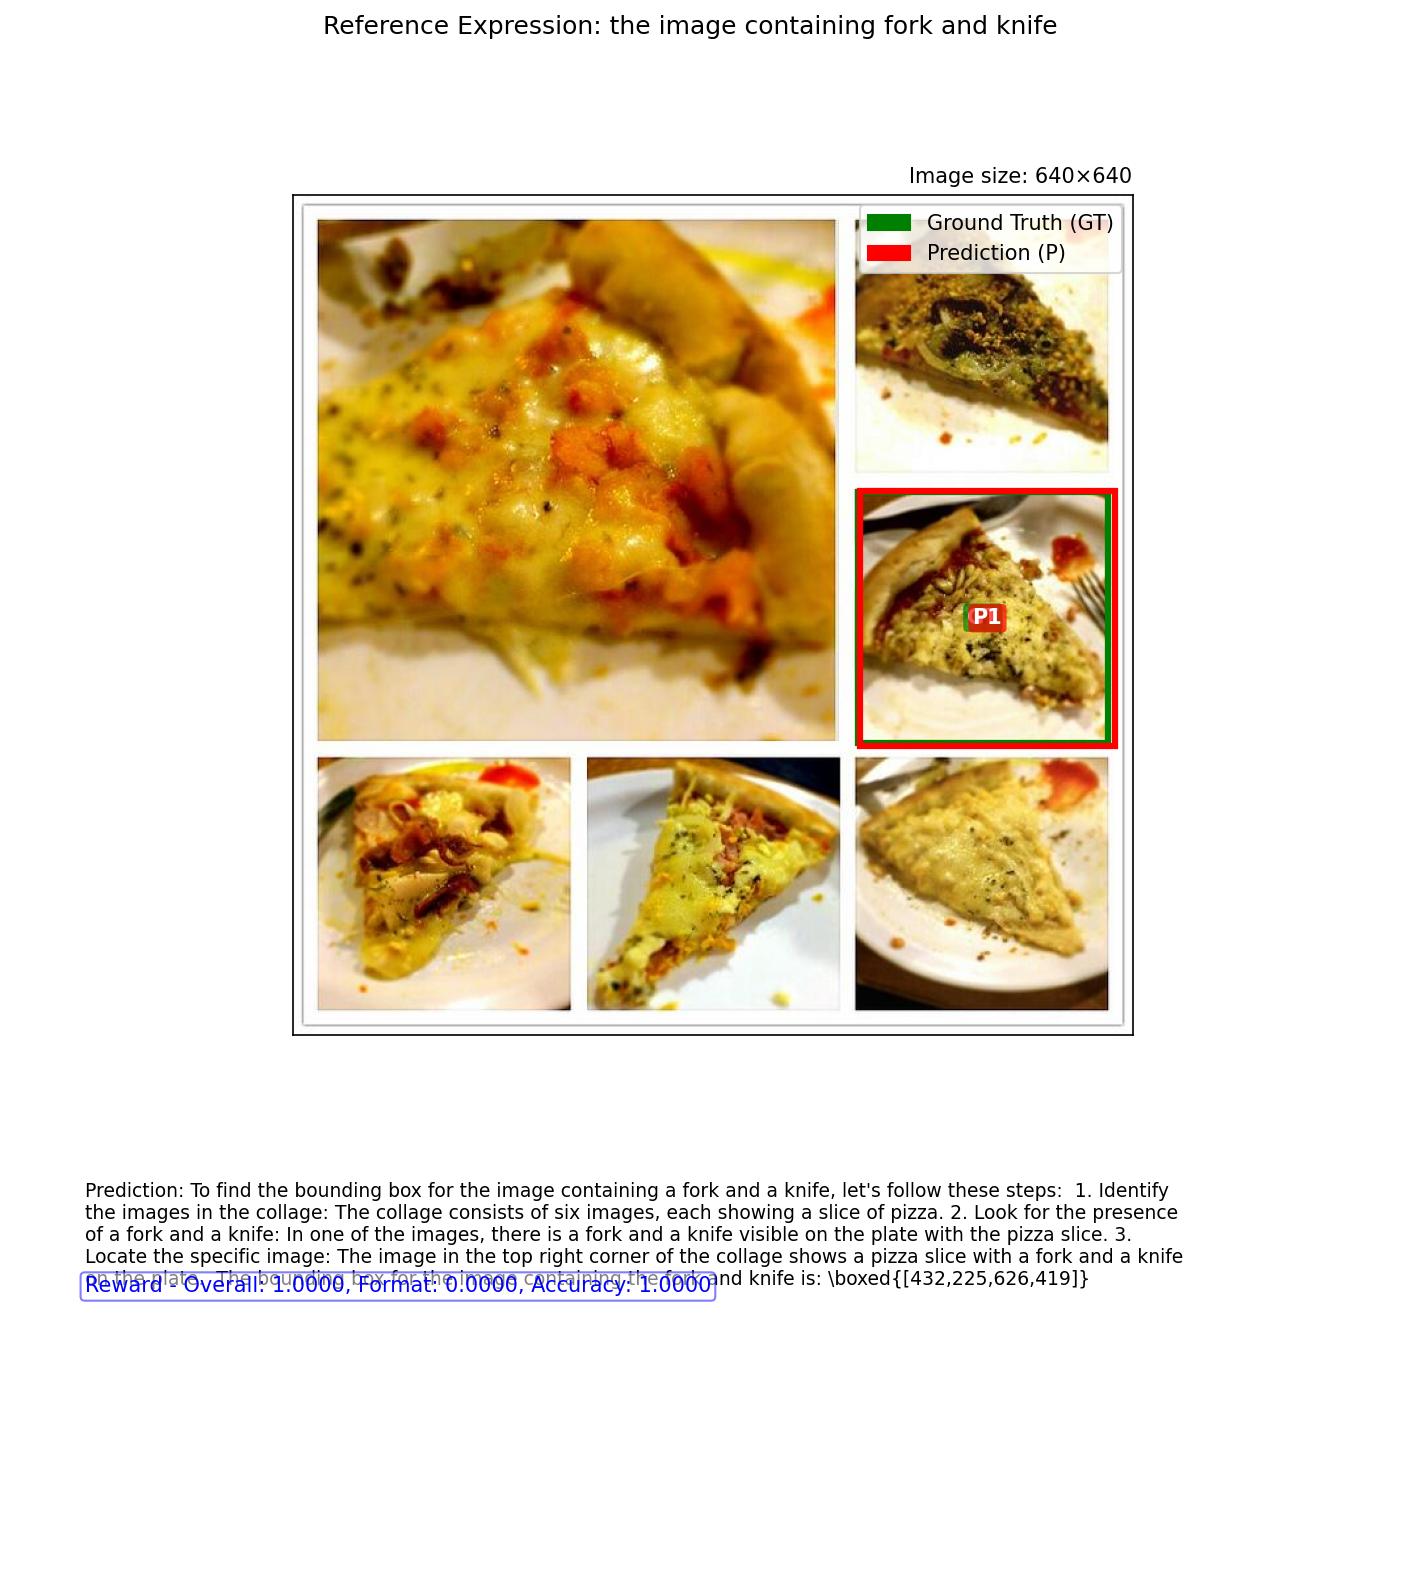 Reference Expression: the image containing fork and knife
Image size: 640×640
Ground Truth (GT)
Prediction (P)
P1
Prediction: To find the bounding box for the image containing a fork and a knife, let's follow these steps:  1. Identify
the images in the collage: The collage consists of six images, each showing a slice of pizza. 2. Look for the presence
of a fork and a knife: In one of the images, there is a fork and a knife visible on the plate with the pizza slice. 3.
Locate the specific image: The image in the top right corner of the collage shows a pizza slice with a fork and a knife
on the plate.  The bounding box for the image containing the fork and knife is: \boxed{[432,225,626,419]}
Reward - Overall: 1.0000, Format: 0.0000, Accuracy: 1.0000